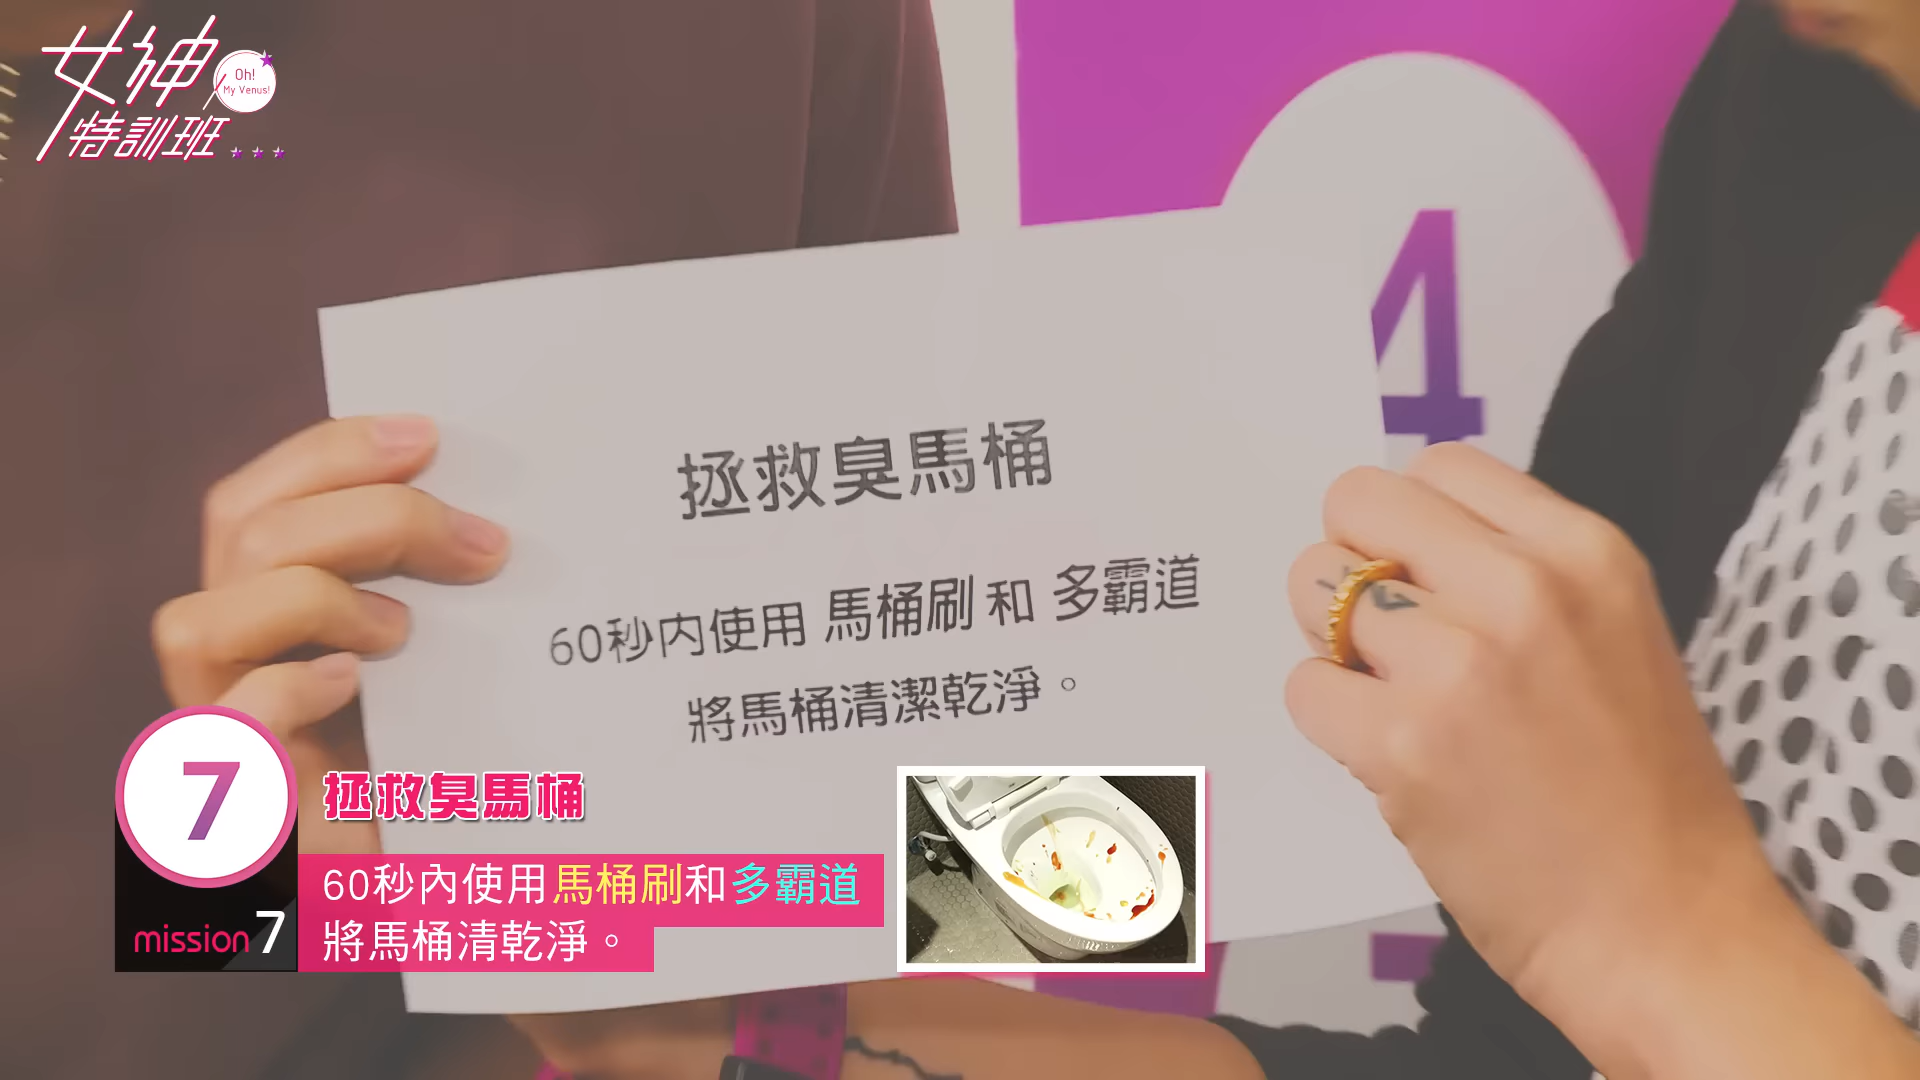 女神
Oh!
My Venus!
特訓班
4
拯救臭馬桶
60秒內使用 馬桶刷 和 多霸道
將馬桶清潔乾淨。
7
拯救臭馬桶
60秒內使用馬桶刷和多霸道
mission 7
將馬桶清乾淨。